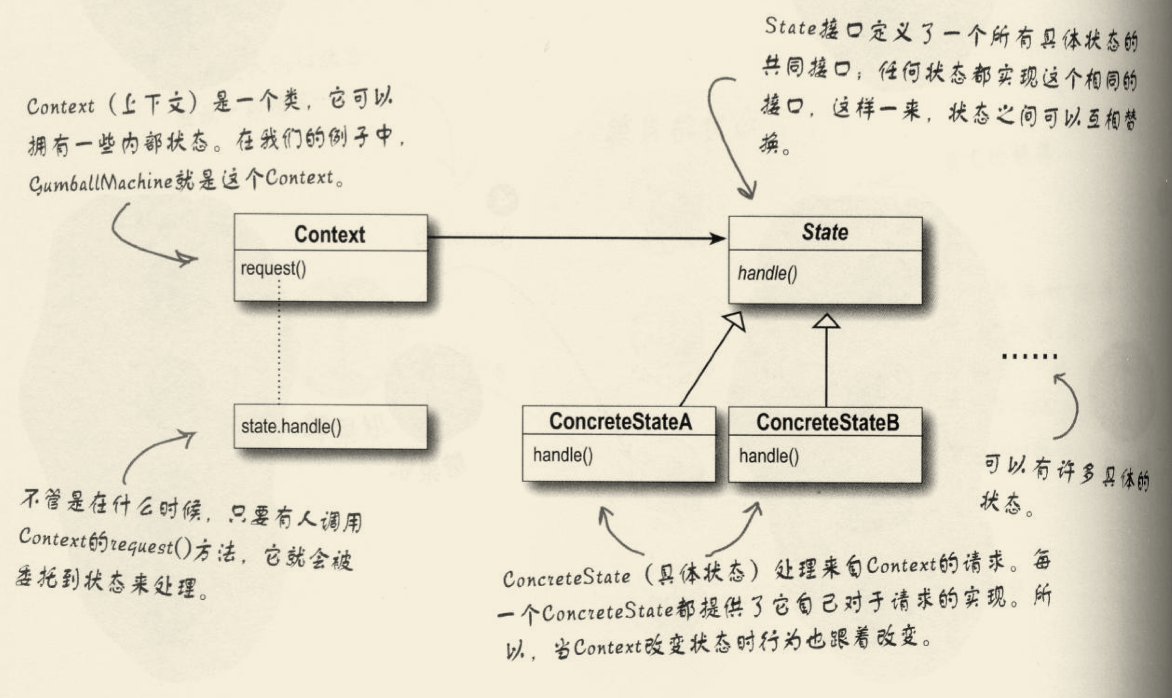 State接口定义了一个所有具体状态的
共同接口；任何状态都实现这个相同的
接口，这样一来，状态之间可以互相替
换。
Context（上下文）是一个类，它可以
拥有一些内部状态。在我们的例子中，
GumballMachine就是这个Context。
Context
request()
State
handle()
......
state.handle()
ConcreteStateA
handle()
ConcreteStateB
handle()
可以有许多具体的
状态。
不管是在什么时候，只要有人调用
Context的request()方法，它就会被
委托到状态来处理。
ConcreteState（具体状态）处理来自Context的请求。每
一个ConcreteState都提供了它自己对于请求的实现。所
以，当Context改变状态时行为也跟着改变。